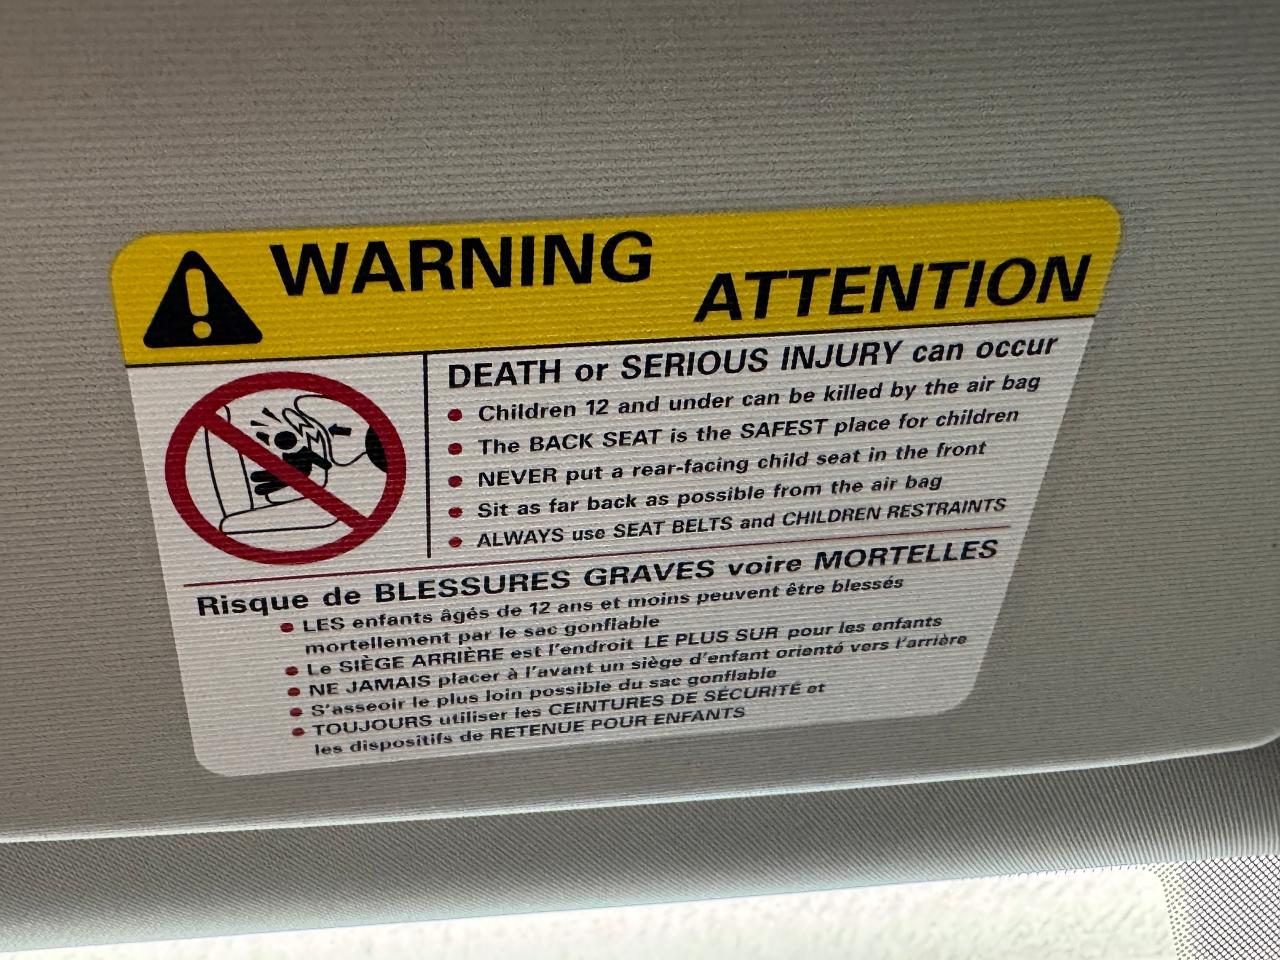 WARNING
ATTENTION
DEATH or SERIOUS INJURY can occur
Children 12 and under can be killed by the air bag
The BACK SEAT is the SAFEST place for children
NEVER put a rear-facing child seat in the front
Sit as far back as possible from the air bag
ALWAYS use SEAT BELTS and CHILDREN RESTRAINTS
Risque de BLESSURES GRAVES voire MORTELLES
LES enfants âgés de 12 ans et moins peuvent être blessés
mortellement par le sac gonflable
Le SIÈGE ARRIÈRE est l'endroit LE PLUS SUR pour les enfants
NE JAMAIS placer à l'avant un siège d'enfant orienté vers l'arrière
S'asseoir le plus loin possible du sac gonflable
TOUJOURS utiliser les CEINTURES DE SÉCURITÉ et
les dispositifs de RETENUE POUR ENFANTS